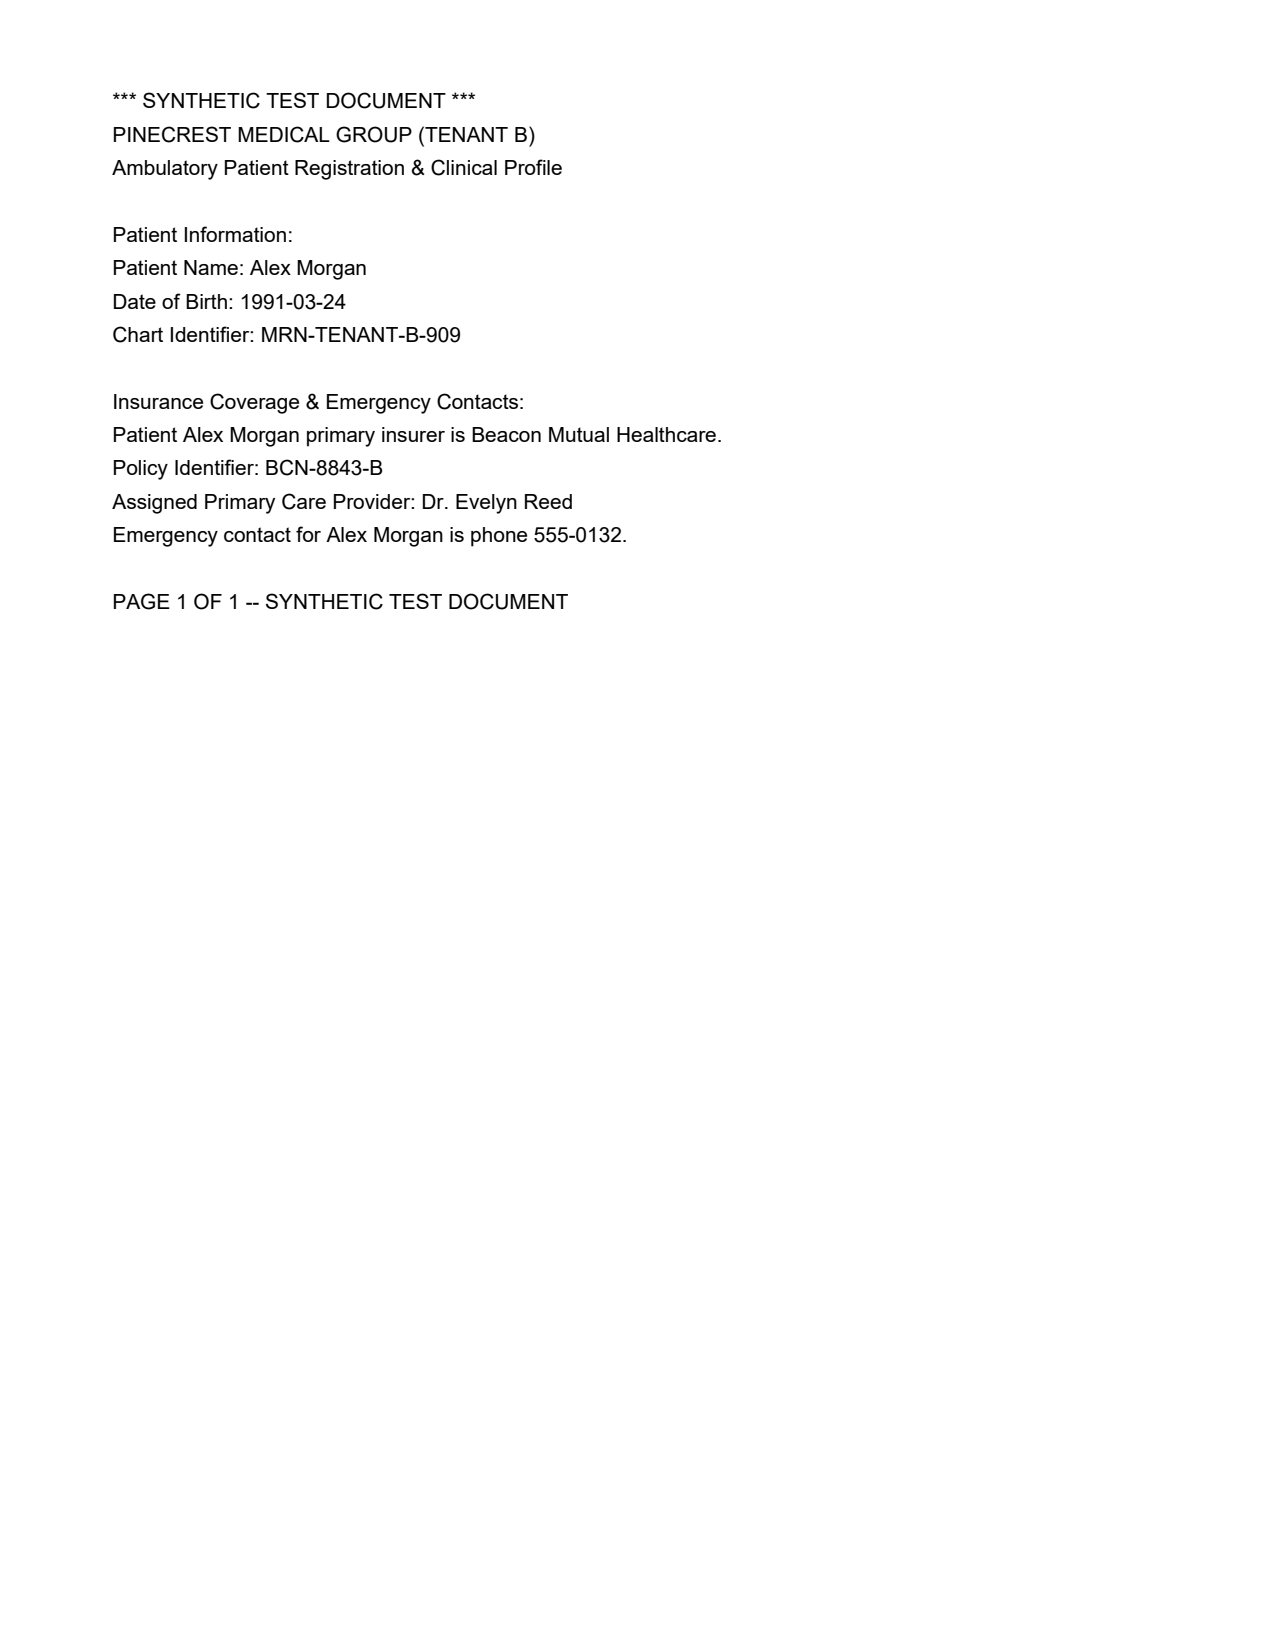 *** SYNTHETIC TEST DOCUMENT ***
PINECREST MEDICAL GROUP (TENANT B)
Ambulatory Patient Registration & Clinical Profile
Patient Information:
Patient Name: Alex Morgan
Date of Birth: 1991-03-24
Chart Identifier: MRN-TENANT-B-909
Insurance Coverage & Emergency Contacts:
Patient Alex Morgan primary insurer is Beacon Mutual Healthcare.
Policy Identifier: BCN-8843-B
Assigned Primary Care Provider: Dr. Evelyn Reed
Emergency contact for Alex Morgan is phone 555-0132.
PAGE 1 OF 1 -- SYNTHETIC TEST DOCUMENT